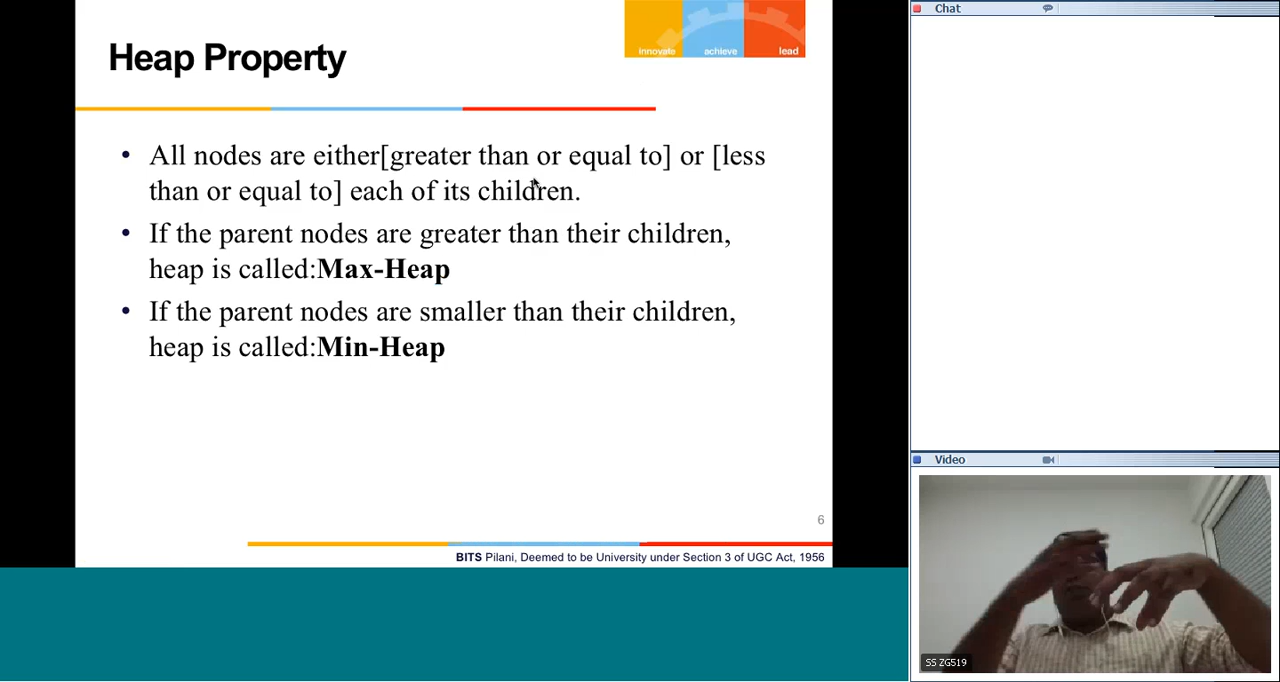 Heap Property
innovate achieve lead
• All nodes are either[greater than or equal to] or [less
than or equal to] each of its children.
• If the parent nodes are greater than their children,
heap is called:Max-Heap
• If the parent nodes are smaller than their children,
heap is called:Min-Heap
6
BITS Pilani, Deemed to be University under Section 3 of UGC Act, 1956
Chat
Video
SS ZG519